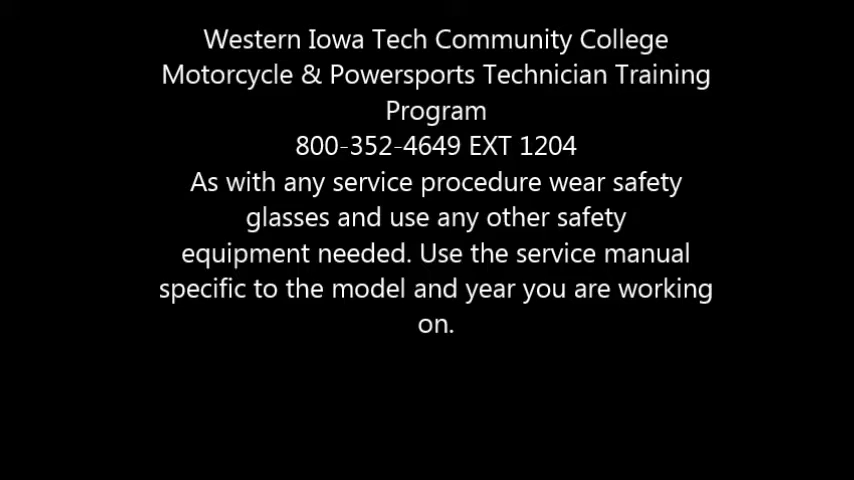 Western Iowa Tech Community College
Motorcycle & Powersports Technician Training
Program
800-352-4649 EXT 1204
As with any service procedure wear safety
glasses and use any other safety
equipment needed. Use the service manual
specific to the model and year you are working
on.